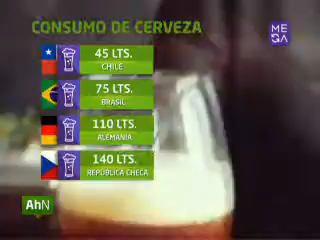 CONSUMO DE CERVEZA
MEGA
45 LTS.
CHILE
75 LTS.
BRASIL
110 LTS.
ALEMANIA
140 LTS.
REPÚBLICA CHECA
AhN